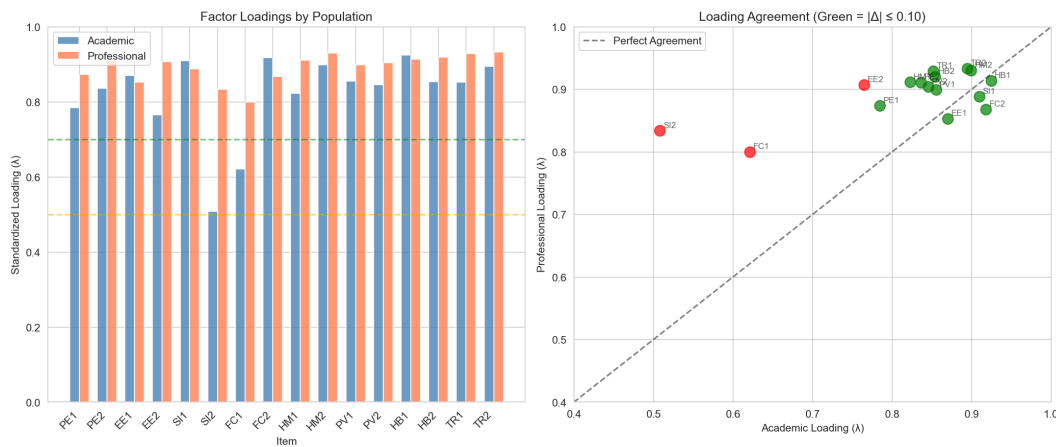 Factor Loadings by Population
Academic
Professional
Standardized Loading (λ)
1.0
0.8
0.6
0.4
0.2
0.0
PE1
PE2
EE1
EE2
SI1
SI2
FC1
FC2
HM1
HM2
PV1
PV2
HB1
HB2
TR1
TR2
Item
Loading Agreement (Green = |Δ| ≤ 0.10)
Perfect Agreement
Professional Loading (λ)
1.0
0.9
0.8
0.7
0.6
0.5
0.4
TR1
HB2
HM2
HB1
EE2
PV1
SI1
PE1
FC2
EE1
SI2
FC1
0.4
0.5
0.6
0.7
0.8
0.9
1.0
Academic Loading (λ)